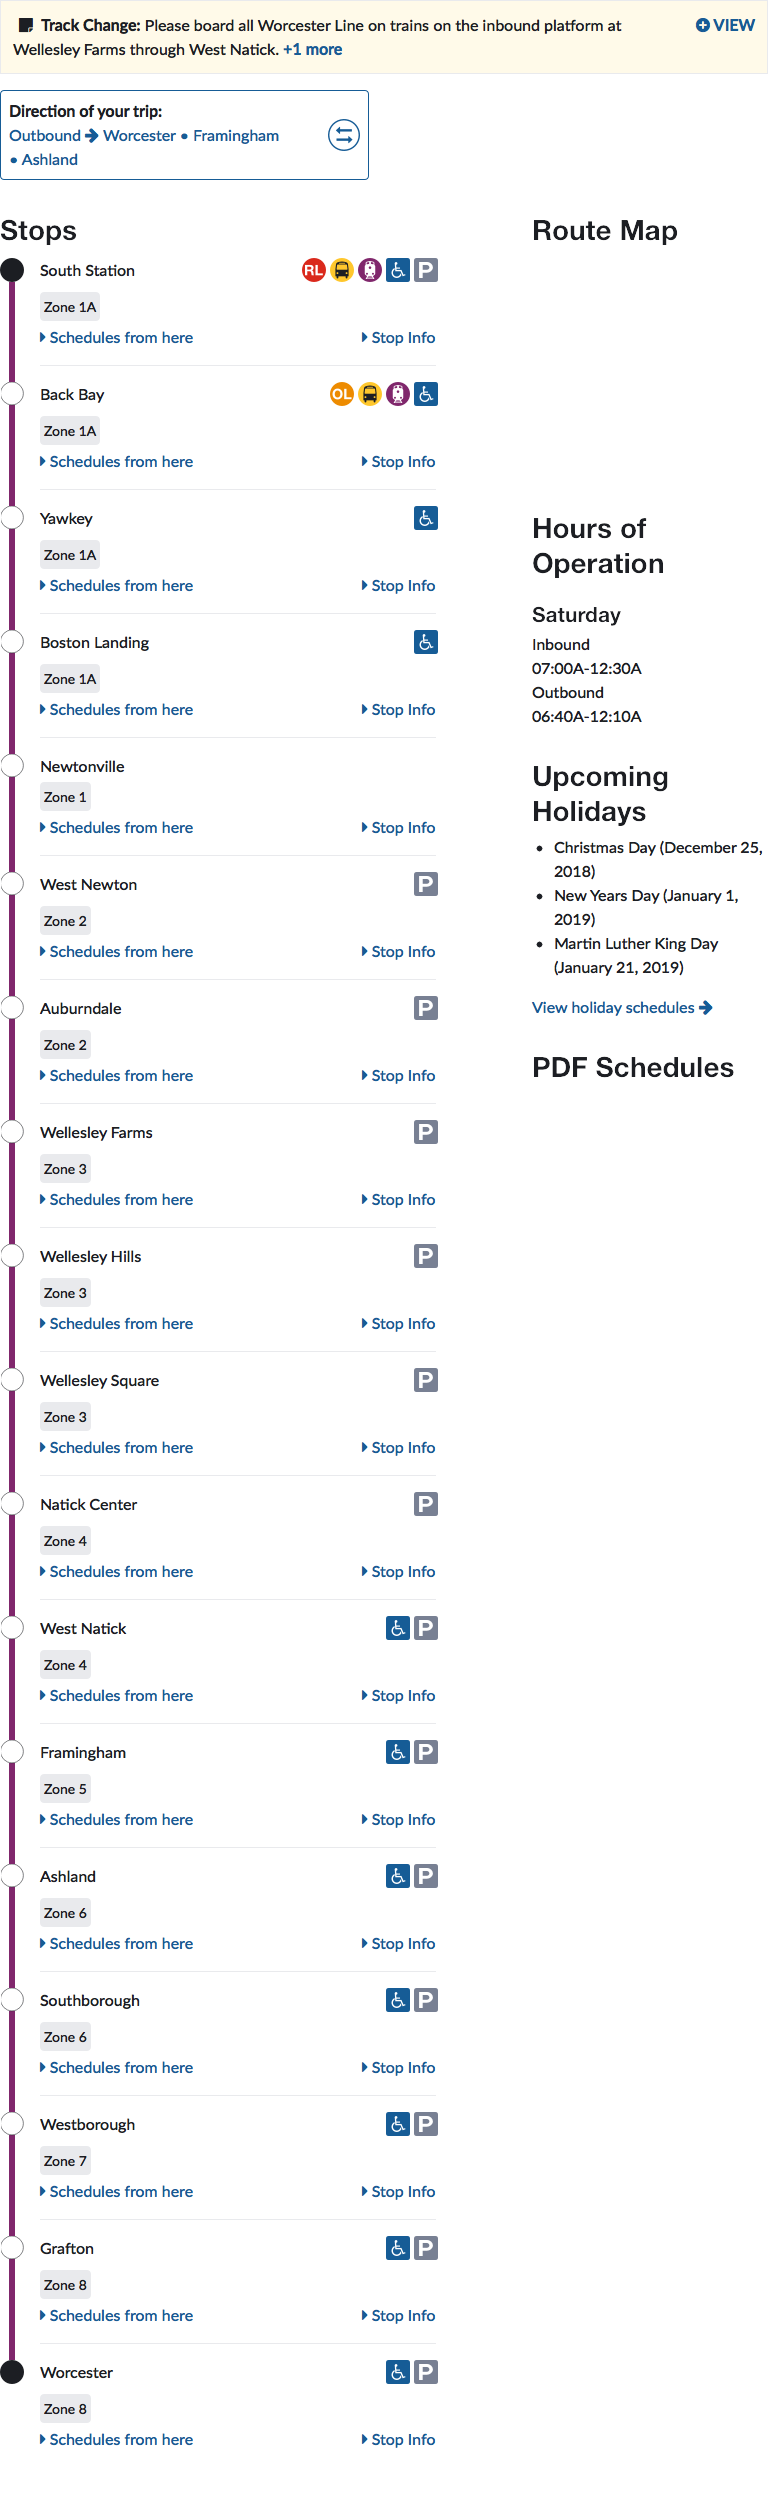 Track Change: Please board all Worcester Line on trains on the inbound platform at
Wellesley Farms through West Natick. +1 more
VIEW
Direction of your trip:
Outbound Worcester • Framingham
• Ashland
Stops
South Station
RL
P
Zone 1A
Schedules from here
Stop Info
Back Bay
OL
Zone 1A
Schedules from here
Stop Info
Yawkey
Zone 1A
Schedules from here
Stop Info
Boston Landing
Zone 1A
Schedules from here
Stop Info
Newtonville
Zone 1
Schedules from here
Stop Info
West Newton
P
Zone 2
Schedules from here
Stop Info
Auburndale
P
Zone 2
Schedules from here
Stop Info
Wellesley Farms
P
Zone 3
Schedules from here
Stop Info
Wellesley Hills
P
Zone 3
Schedules from here
Stop Info
Wellesley Square
P
Zone 3
Schedules from here
Stop Info
Natick Center
P
Zone 4
Schedules from here
Stop Info
West Natick
P
Zone 4
Schedules from here
Stop Info
Framingham
P
Zone 5
Schedules from here
Stop Info
Ashland
P
Zone 6
Schedules from here
Stop Info
Southborough
P
Zone 6
Schedules from here
Stop Info
Westborough
P
Zone 7
Schedules from here
Stop Info
Grafton
P
Zone 8
Schedules from here
Stop Info
Worcester
P
Zone 8
Schedules from here
Stop Info
Route Map
Hours of
Operation
Saturday
Inbound
07:00A-12:30A
Outbound
06:40A-12:10A
Upcoming
Holidays
• Christmas Day (December 25,
2018)
• New Years Day (January 1,
2019)
• Martin Luther King Day
(January 21, 2019)
View holiday schedules
PDF Schedules